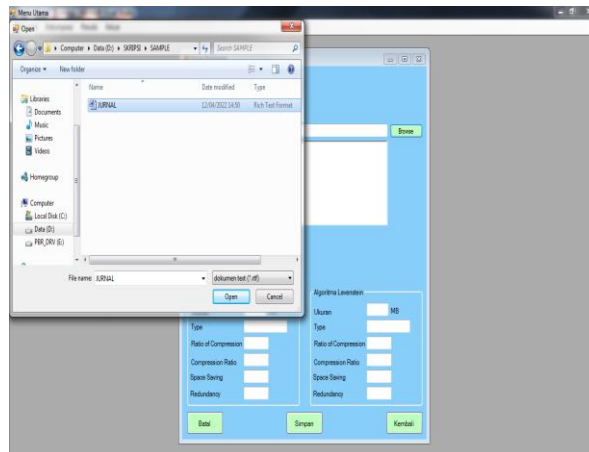 Menu Utama
Open
Computer ▸ Data (D:) ▸ SKRIPSI ▸ SAMPLE
Search SAMPLE
Organize
New folder
Name
Date modified
Type
Libraries
Documents
Music
Pictures
Videos
Homegroup
Computer
Local Disk (C:)
Data (D:)
JURNAL
12/04/2022 14:50
Rich Text Format
File name: JURNAL
dokumen text (*.rtf)
Open
Cancel
Browse
Algoritma Levenstein
Ukuran
MB
Type
Type
Ratio of Compression
Ratio of Compression
Compression Ratio
Compression Ratio
Space Saving
Space Saving
Redundancy
Redundancy
Batal
Simpan
Kembali